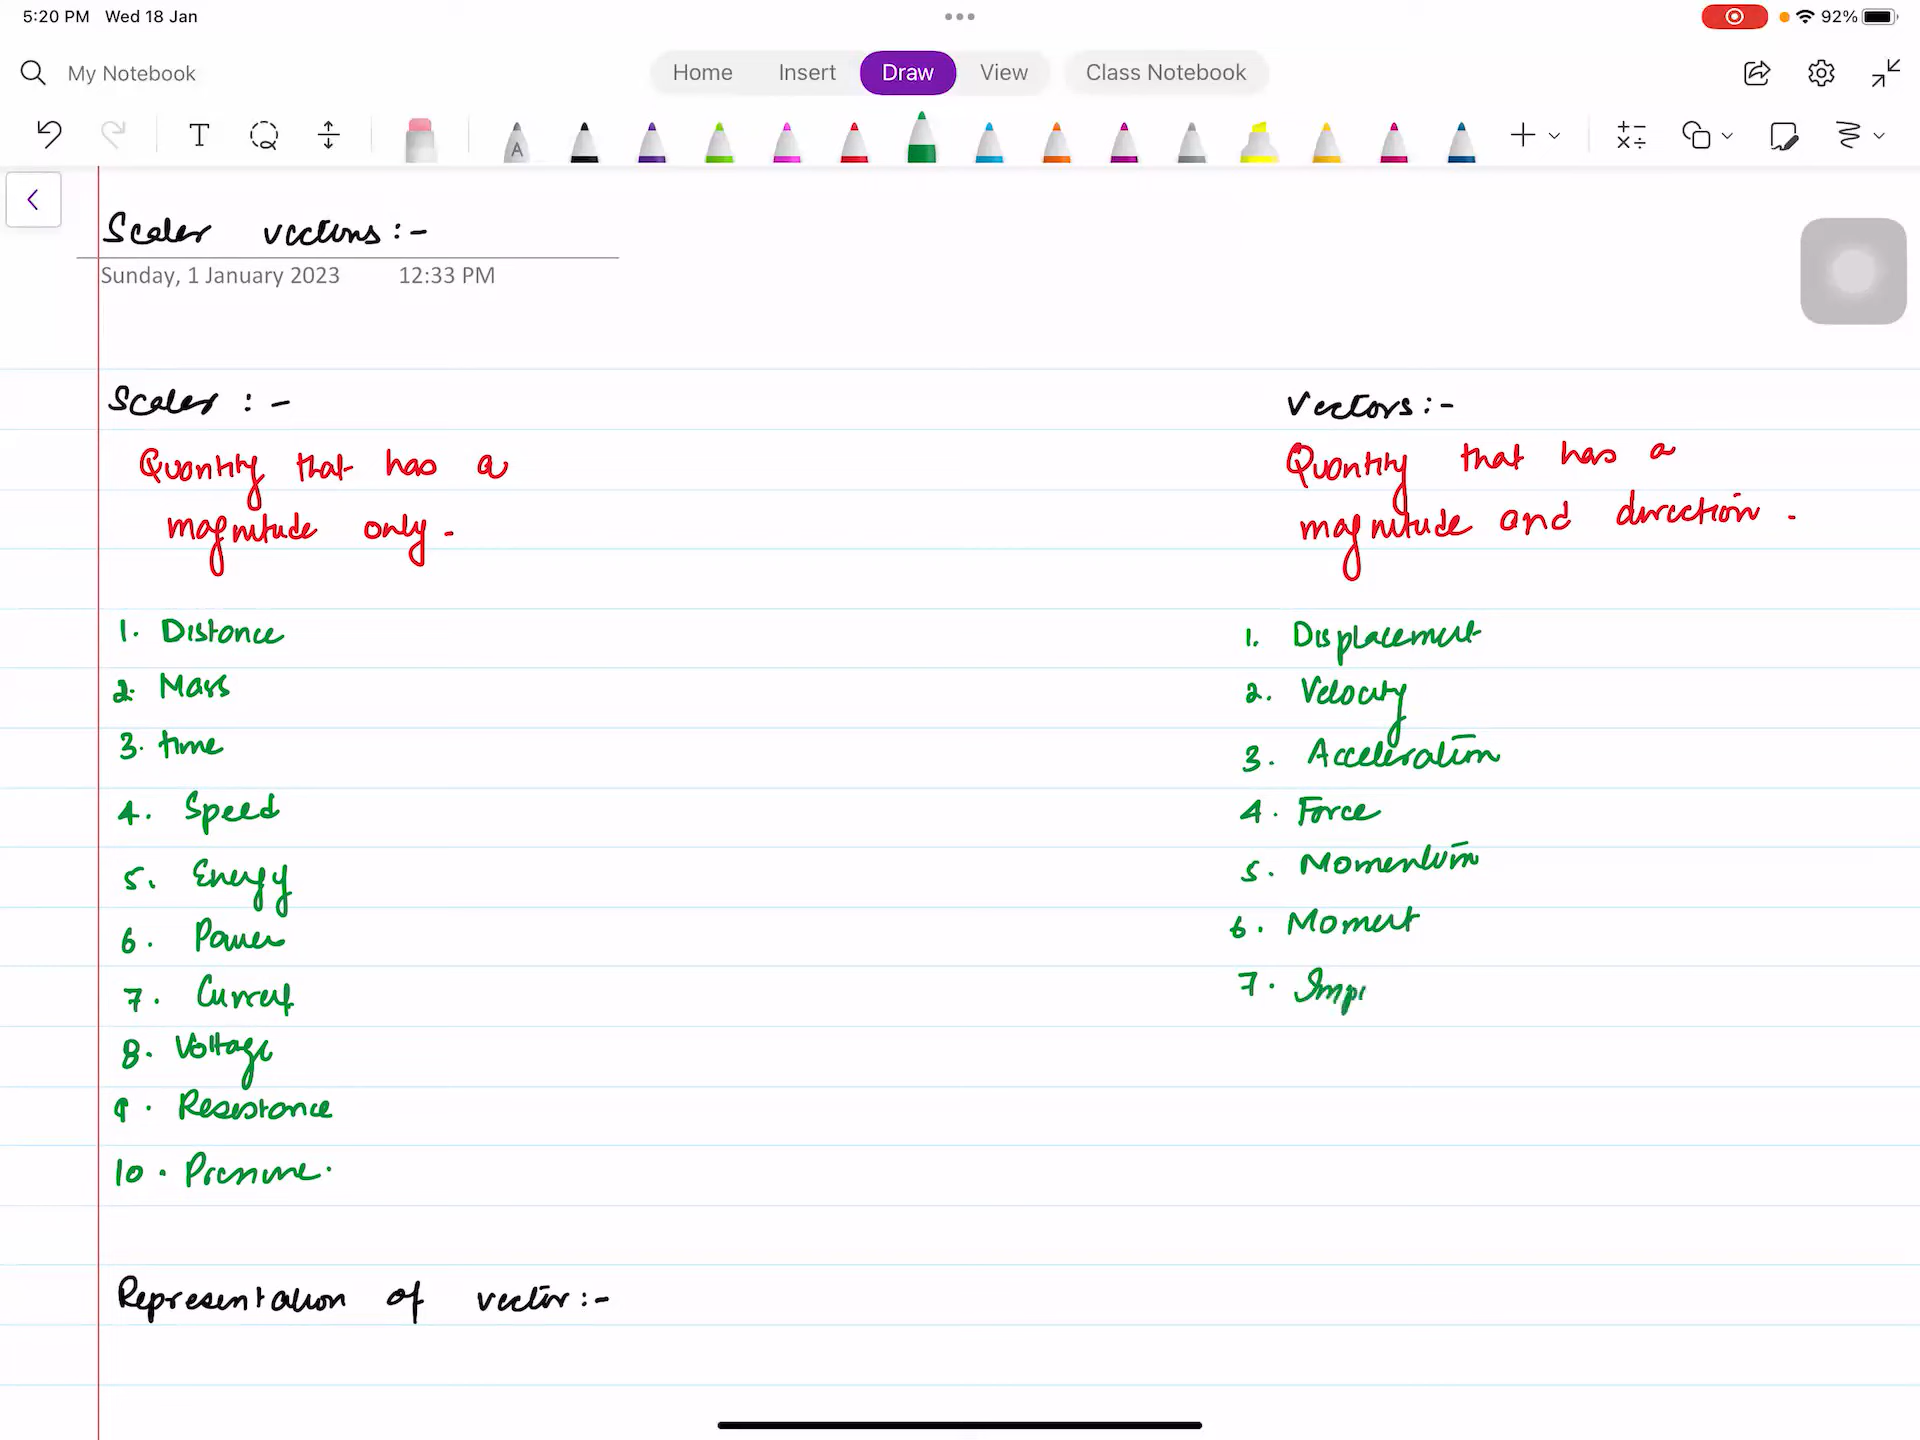 5:20 PM Wed 18 Jan
92%
My Notebook
Home Insert Draw View Class Notebook
T
A
Scaler vectors :-
Sunday, 1 January 2023 12:33 PM
Scaler :-
Quantity that has a
magnitude only.
1. Distance
2. Mass
3. time
4. Speed
5. Energy
6. Power
7. Current
8. Voltage
9. Resistance
10. Pressure.
Vectors :-
Quantity that has a
magnitude and direction.
1. Displacement
2. Velocity
3. Acceleration
4. Force
5. Momentum
6. Moment
7. Imp
Representation of vector :-